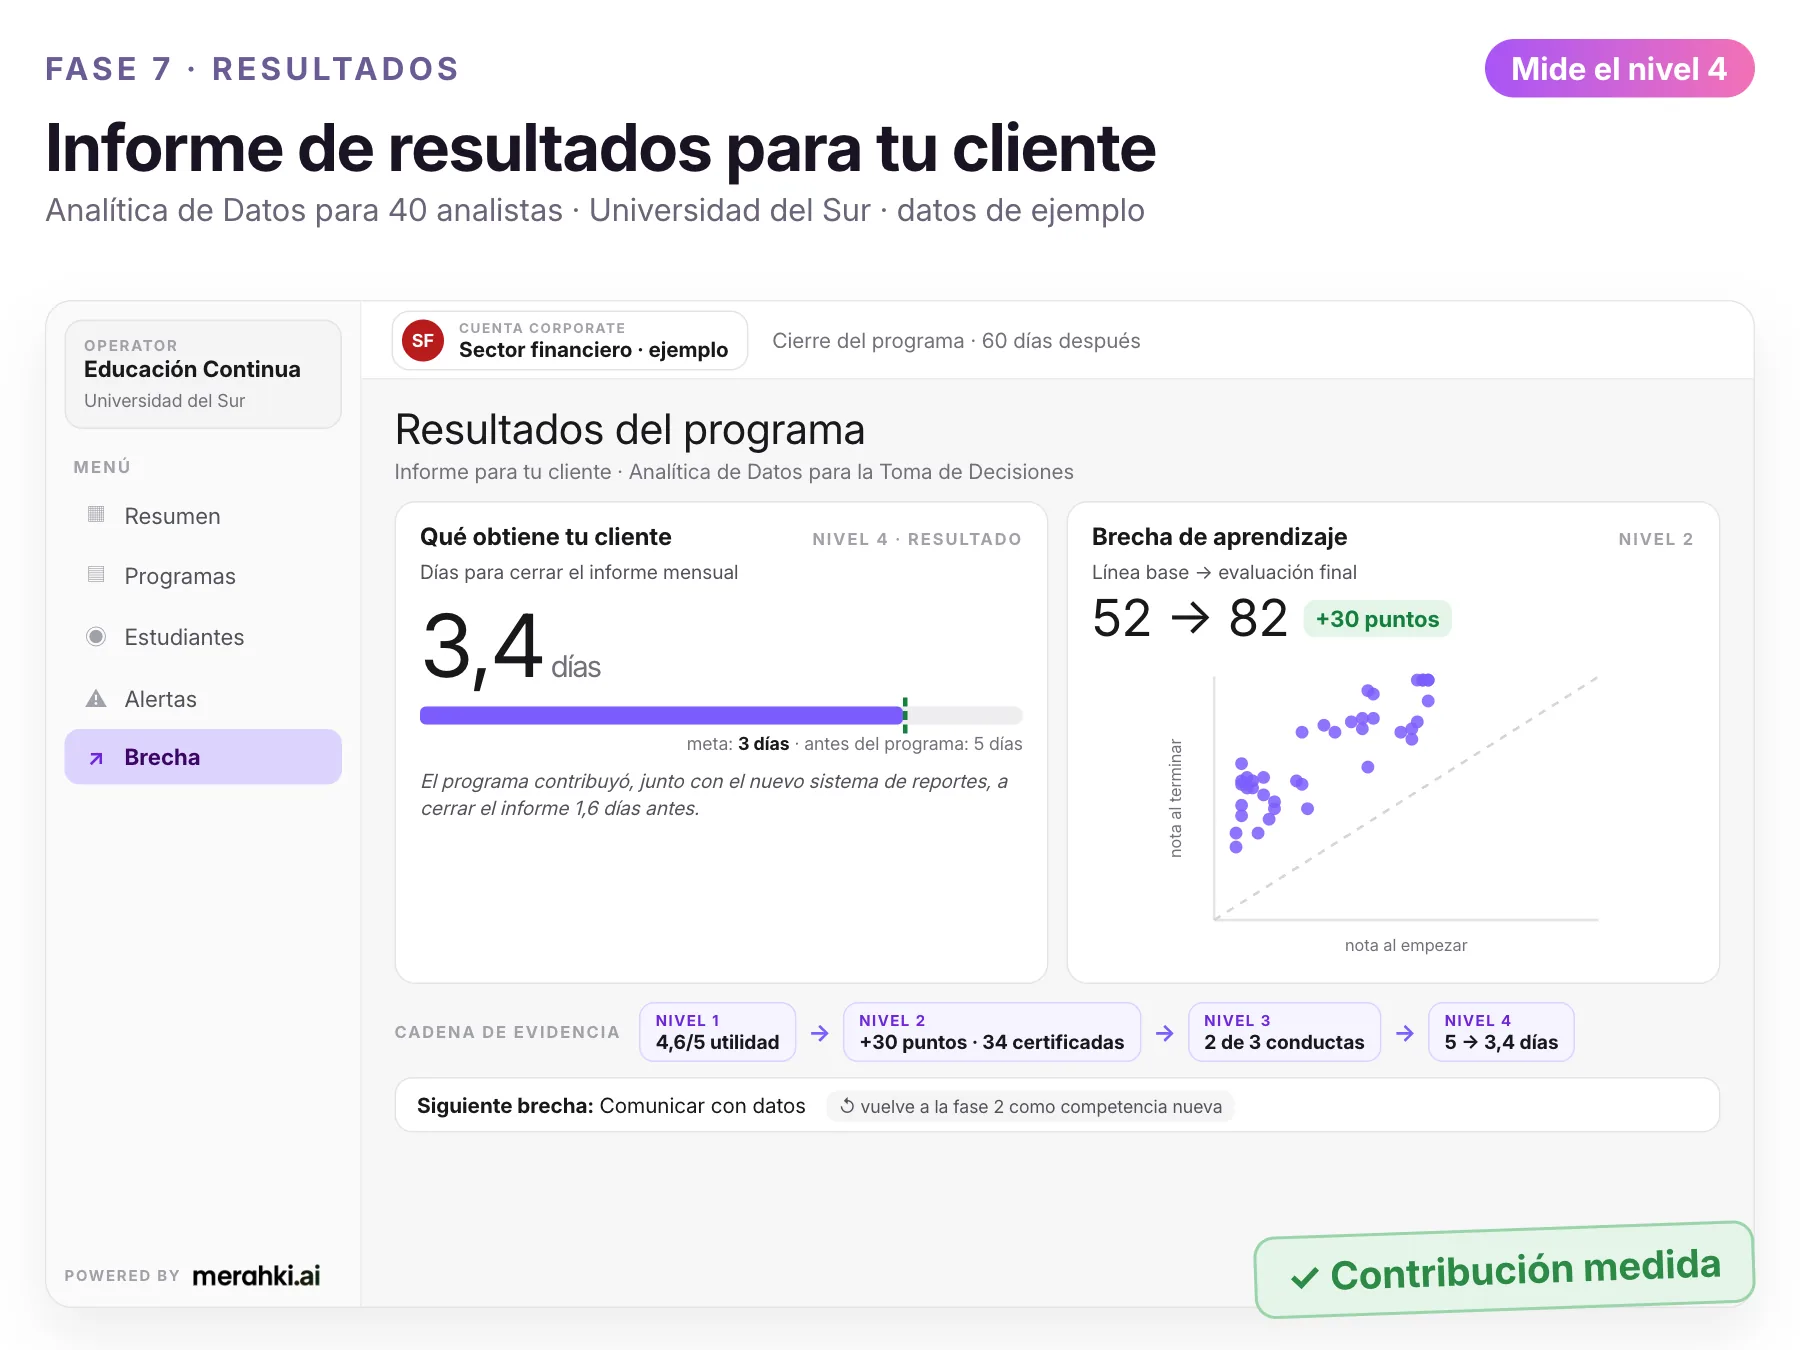 FASE 7 · RESULTADOS
Mide el nivel 4
Informe de resultados para tu cliente
Analítica de Datos para 40 analistas · Universidad del Sur · datos de ejemplo
OPERATOR
Educación Continua
Universidad del Sur
MENÚ
Resumen
Programas
Estudiantes
Alertas
Brecha
POWERED BY merahki.ai
SF
CUENTA CORPORATE
Sector financiero · ejemplo
Cierre del programa · 60 días después
Resultados del programa
Informe para tu cliente · Analítica de Datos para la Toma de Decisiones
Qué obtiene tu cliente
NIVEL 4 · RESULTADO
Días para cerrar el informe mensual
3,4 días
meta: 3 días · antes del programa: 5 días
El programa contribuyó, junto con el nuevo sistema de reportes, a
cerrar el informe 1,6 días antes.
Brecha de aprendizaje
NIVEL 2
Línea base → evaluación final
52 → 82 +30 puntos
nota al terminar
nota al empezar
CADENA DE EVIDENCIA
NIVEL 1
4,6/5 utilidad
→
NIVEL 2
+30 puntos · 34 certificadas
→
NIVEL 3
2 de 3 conductas
→
NIVEL 4
5 → 3,4 días
Siguiente brecha: Comunicar con datos
↺ vuelve a la fase 2 como competencia nueva
✓ Contribución medida